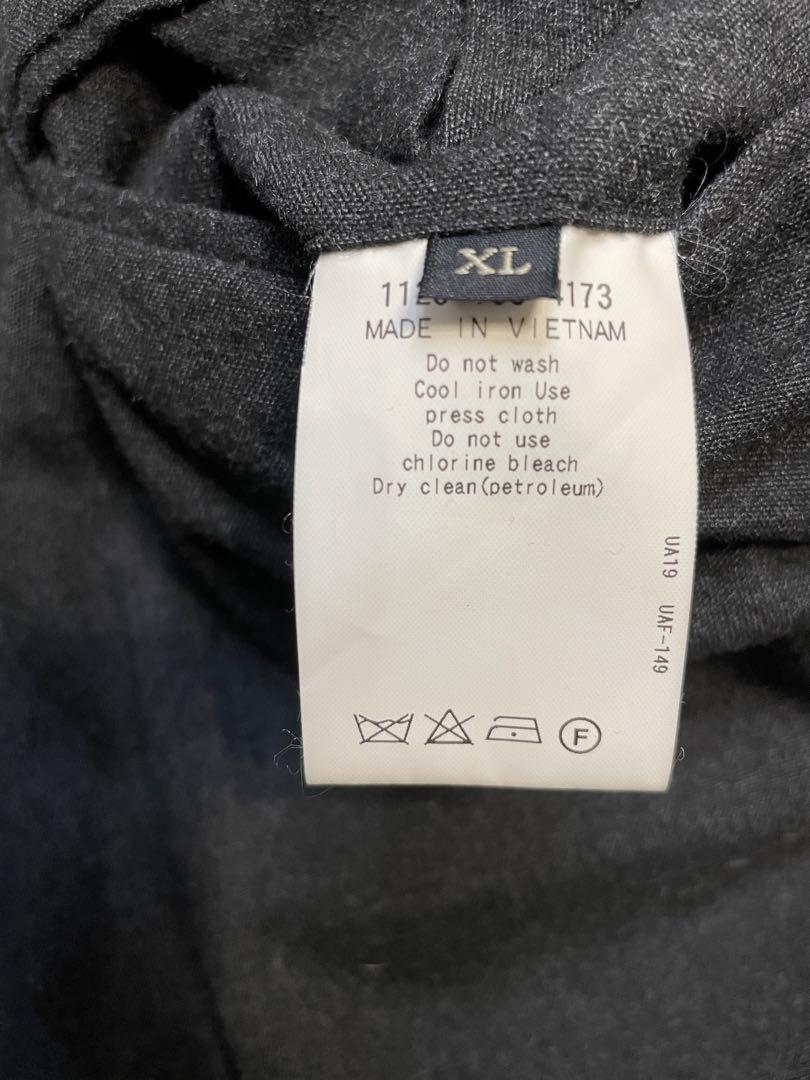 XL
4173
MADE IN VIETNAM
Do not wash
Cool iron Use
press cloth
Do not use
chlorine bleach
Dry clean(petroleum)
UA19 UAF-149
F